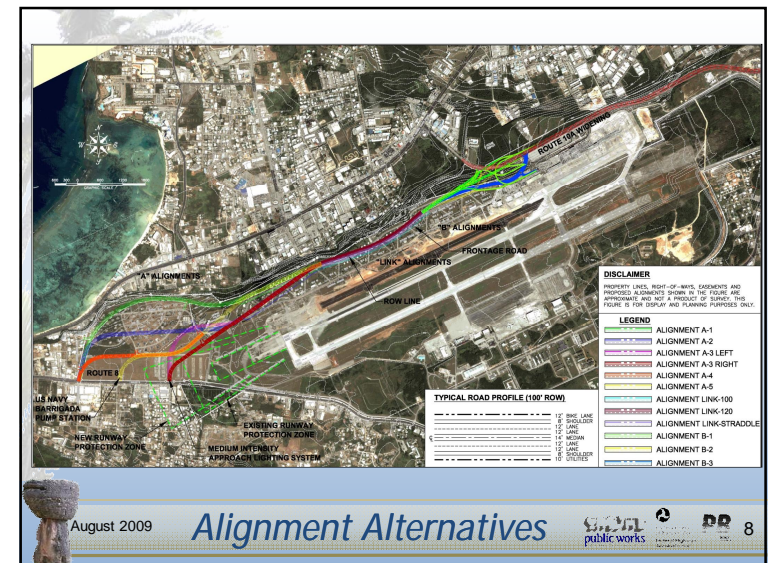 ROUTE 10A WIDENING
"B" ALIGNMENTS
FRONTAGE ROAD
"LINK" ALIGNMENTS
ROW LINE
"A" ALIGNMENTS
ROUTE 8
US NAVY
BARRIGADA
PUMP STATION
NEW RUNWAY
PROTECTION ZONE
EXISTING RUNWAY
PROTECTION ZONE
MEDIUM INTENSITY
APPROACH LIGHTING SYSTEM
W
S
GRAPHIC SCALE
DISCLAIMER
PROPERTY LINES, RIGHT-OF-WAYS, EASEMENTS AND
PROPOSED ALIGNMENTS SHOWN IN THE FIGURE ARE
APPROXIMATE AND NOT A PRODUCT OF SURVEY. THIS
FIGURE IS FOR DISPLAY AND PLANNING PURPOSES ONLY.
LEGEND
ALIGNMENT A-1
ALIGNMENT A-2
ALIGNMENT A-3 LEFT
ALIGNMENT A-3 RIGHT
ALIGNMENT A-4
ALIGNMENT A-5
ALIGNMENT LINK-100
ALIGNMENT LINK-120
ALIGNMENT LINK-STRADDLE
ALIGNMENT B-1
ALIGNMENT B-2
ALIGNMENT B-3
TYPICAL ROAD PROFILE (100' ROW)
12' BIKE LANE
8' SHOULDER
12' LANE
12' LANE
14' MEDIAN
12' LANE
12' LANE
8' SHOULDER
10' UTILITIES
August 2009
Alignment Alternatives
public works
PR
8